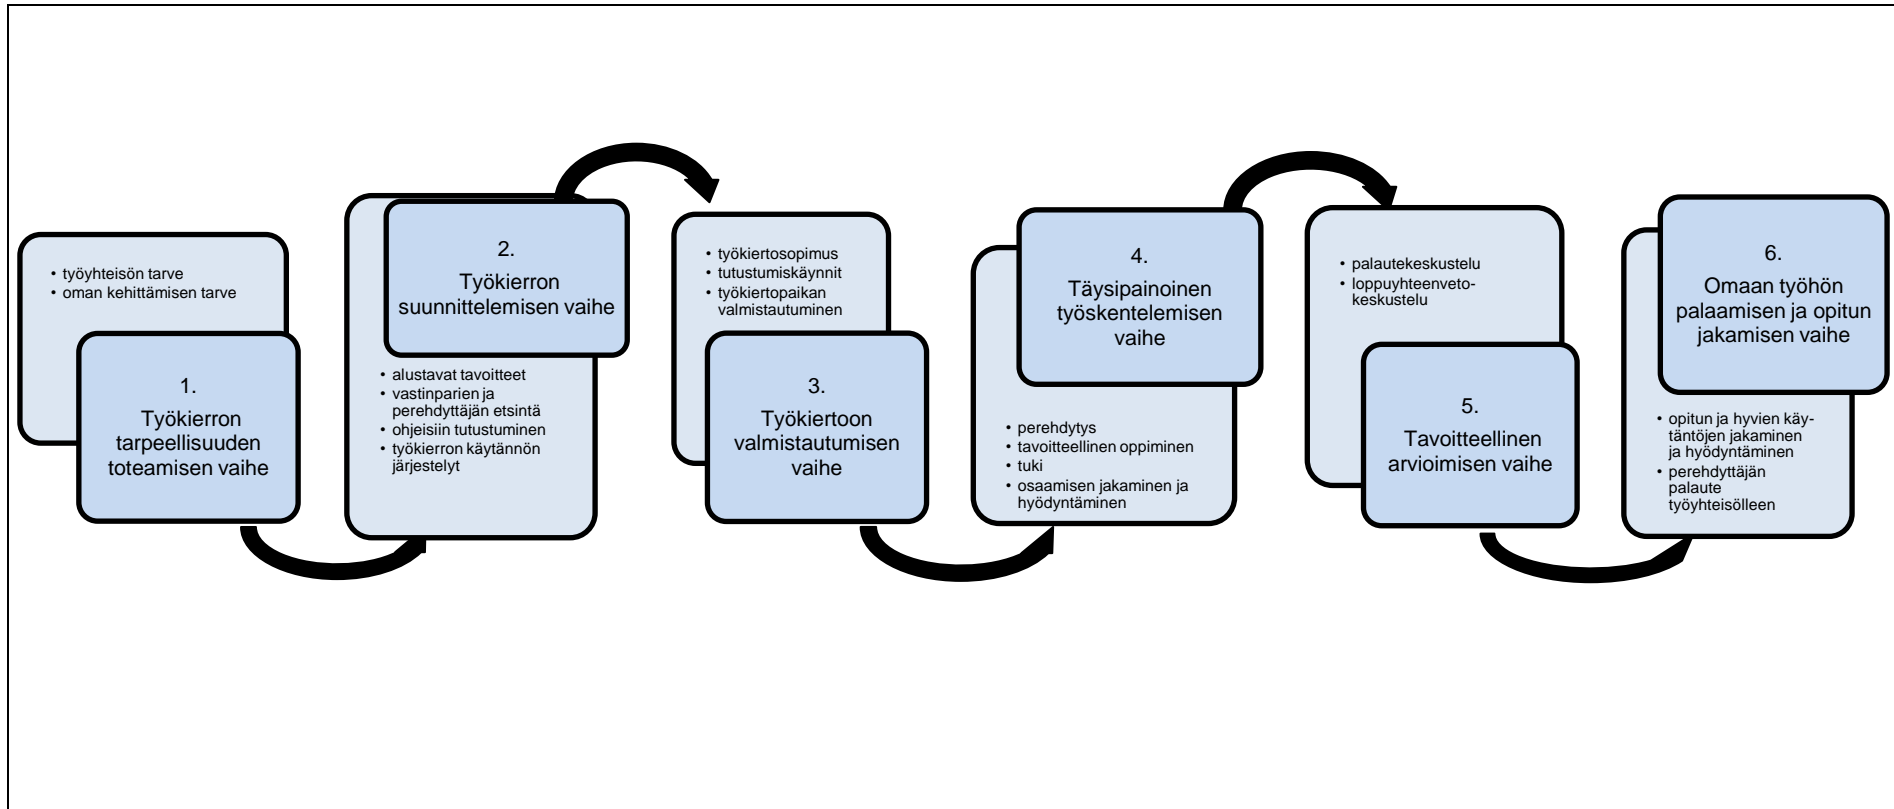 • työyhteisön tarve
• oman kehittämisen tarve
1.
Työkierron
tarpeellisuuden
toteamisen vaihe
2.
Työkierron
suunnittelemisen vaihe
• alustavat tavoitteet
• vastinparien ja
perehdyttäjän etsintä
• ohjeisiin tutustuminen
• työkierron käytännön
järjestelyt
• työkiertosopimus
• tutustumiskäynnit
• työkiertopaikan
valmistautuminen
3.
Työkiertoon
valmistautumisen
vaihe
4.
Täysipainoinen
työskentelemisen
vaihe
• perehdytys
• tavoitteellinen oppiminen
• tuki
• osaamisen jakaminen ja
hyödyntäminen
• palautekeskustelu
• loppuyhteenveto-
keskustelu
5.
Tavoitteellinen
arvioimisen vaihe
6.
Omaan työhön
palaamisen ja opitun
jakamisen vaihe
• opitun ja hyvien käy-
täntöjen jakaminen
ja hyödyntäminen
• perehdyttäjän
palaute
työyhteisölleen